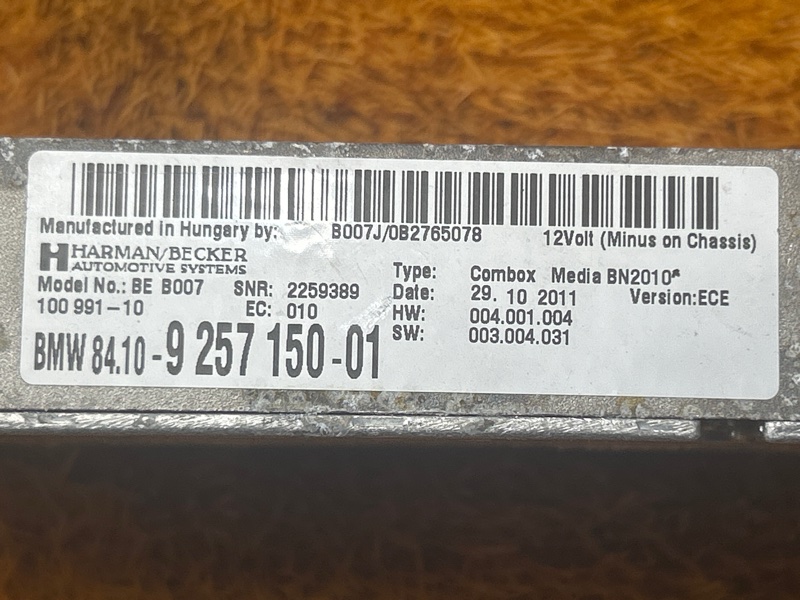 Manufactured in Hungary by: B007J/0B2765078 12Volt (Minus on Chassis)
HARMAN/BECKER
AUTOMOTIVE SYSTEMS
Model No.: BE B007 SNR: 2259389
100 991-10 EC: 010
BMW 84.10-9 257 150-01
Type: Combox Media BN2010*
Date: 29. 10 2011 Version:ECE
HW: 004.001.004
SW: 003.004.031